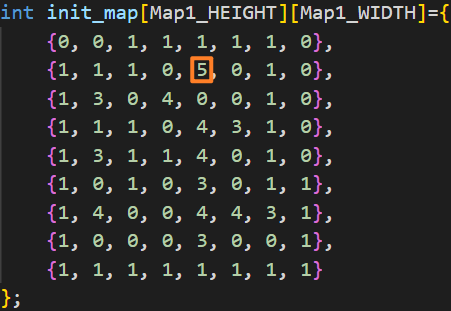 int init_map[Map1_HEIGHT][Map1_WIDTH]={
{0, 0, 1, 1, 1, 1, 1, 0},
{1, 1, 1, 0, 5, 0, 1, 0},
{1, 3, 0, 4, 0, 0, 1, 0},
{1, 1, 1, 0, 4, 3, 1, 0},
{1, 3, 1, 1, 4, 0, 1, 0},
{1, 0, 1, 0, 3, 0, 1, 1},
{1, 4, 0, 0, 4, 4, 3, 1},
{1, 0, 0, 0, 3, 0, 0, 1},
{1, 1, 1, 1, 1, 1, 1, 1}
};